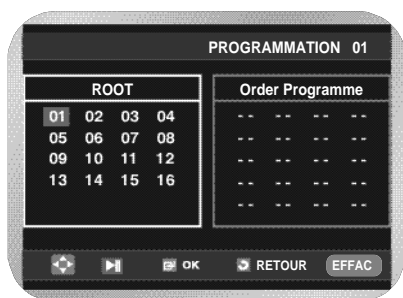 PROGRAMMATION 01
ROOT
01 02 03 04
05 06 07 08
09 10 11 12
13 14 15 16
Order Programme
-- -- -- --
-- -- -- --
-- -- -- --
-- -- -- --
-- -- -- --
OK RETOUR EFFAC